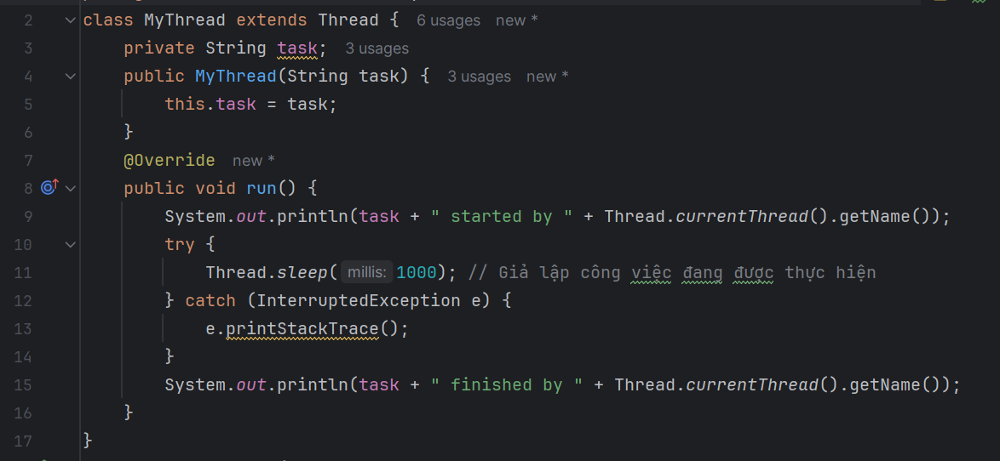 2 class MyThread extends Thread { 6 usages new *
3 private String task; 3 usages
4 public MyThread(String task) { 3 usages new *
5 this.task = task;
6 }
7 @Override new *
8 public void run() {
9 System.out.println(task + " started by " + Thread.currentThread().getName());
10 try {
11 Thread.sleep( millis: 1000); // Giả lập công việc đang được thực hiện
12 } catch (InterruptedException e) {
13 e.printStackTrace();
14 }
15 System.out.println(task + " finished by " + Thread.currentThread().getName());
16 }
17 }